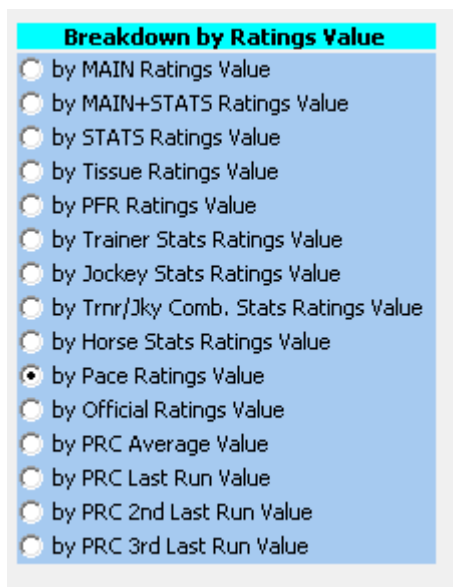 Breakdown by Ratings Value
by MAIN Ratings Value
by MAIN+STATS Ratings Value
by STATS Ratings Value
by Tissue Ratings Value
by PFR Ratings Value
by Trainer Stats Ratings Value
by Jockey Stats Ratings Value
by Trnr/Jky Comb. Stats Ratings Value
by Horse Stats Ratings Value
by Pace Ratings Value
by Official Ratings Value
by PRC Average Value
by PRC Last Run Value
by PRC 2nd Last Run Value
by PRC 3rd Last Run Value